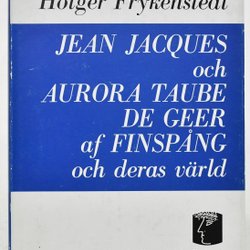 Holger Frykenstedt
JEAN JACQUES
och
AURORA TAUBE
DE GEER
af FINSPÅNG
och deras värld